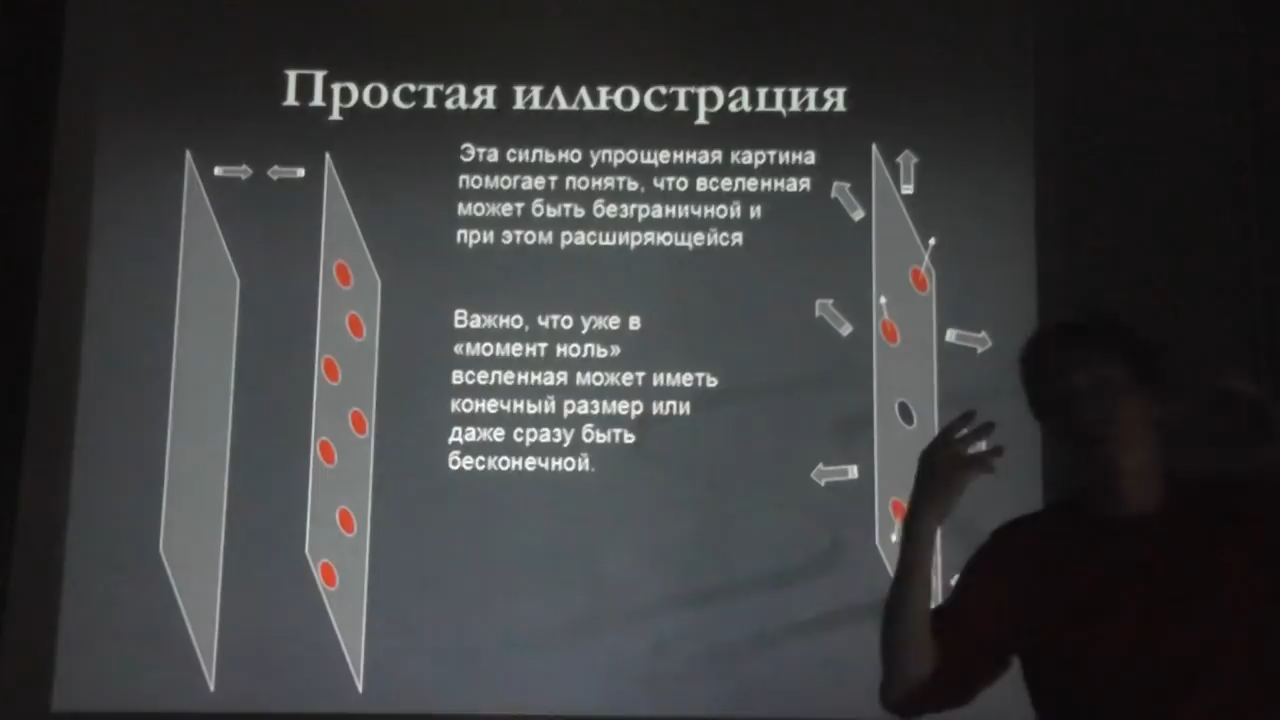 Простая иллюстрация
Эта сильно упрощенная картина
помогает понять, что вселенная
может быть безграничной и
при этом расширяющейся
Важно, что уже в
«момент ноль»
вселенная может иметь
конечный размер или
даже сразу быть
бесконечной.